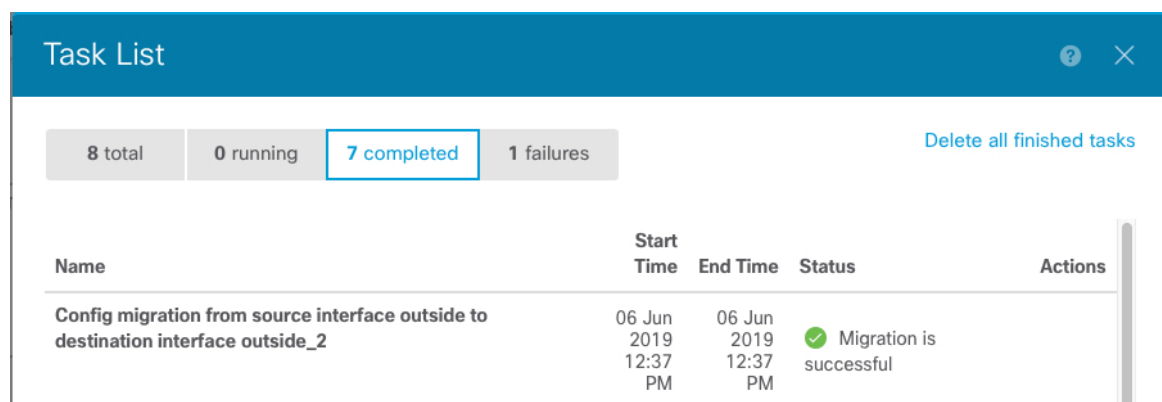 Task List
8 total 0 running 7 completed 1 failures
Delete all finished tasks
Name Start Time End Time Status Actions
Config migration from source interface outside to
destination interface outside_2
06 Jun
2019
12:37
PM
06 Jun
2019
12:37
PM
Migration is
successful